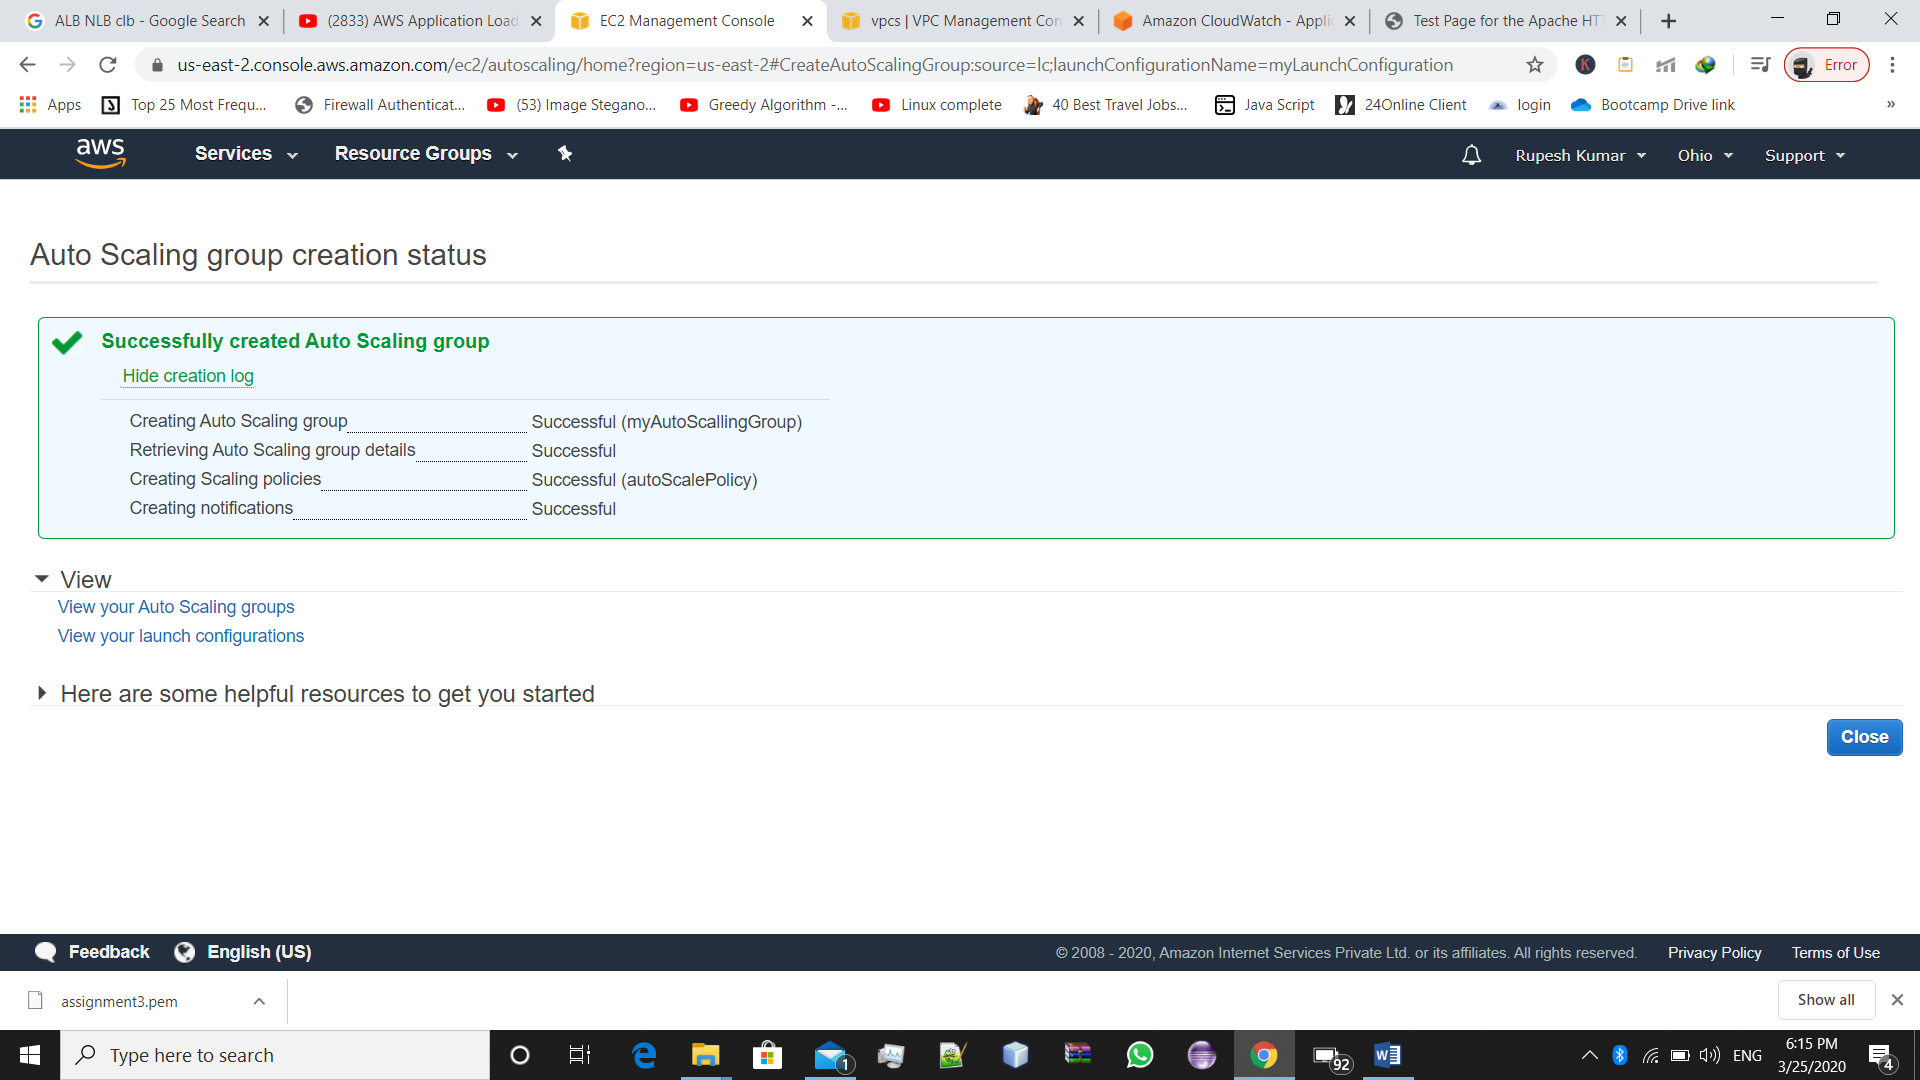 ALB NLB clb - Google Search
(2833) AWS Application Load
EC2 Management Console
vpcs | VPC Management Con
Amazon CloudWatch - Applic
Test Page for the Apache HTT
us-east-2.console.aws.amazon.com/ec2/autoscaling/home?region=us-east-2#CreateAutoScalingGroup:source=lc;launchConfigurationName=myLaunchConfiguration
K
Error
Apps
Top 25 Most Frequ...
Firewall Authenticat...
(53) Image Stegano...
Greedy Algorithm -...
Linux complete
40 Best Travel Jobs...
Java Script
24Online Client
login
Bootcamp Drive link
»
aws
Services
Resource Groups
Rupesh Kumar
Ohio
Support
Auto Scaling group creation status
Successfully created Auto Scaling group
Hide creation log
Creating Auto Scaling group Successful (myAutoScallingGroup)
Retrieving Auto Scaling group details Successful
Creating Scaling policies Successful (autoScalePolicy)
Creating notifications Successful
View
View your Auto Scaling groups
View your launch configurations
Here are some helpful resources to get you started
Close
Feedback
English (US)
© 2008 - 2020, Amazon Internet Services Private Ltd. or its affiliates. All rights reserved.
Privacy Policy
Terms of Use
assignment3.pem
Show all
Type here to search
1
92
ENG
6:15 PM
3/25/2020
4